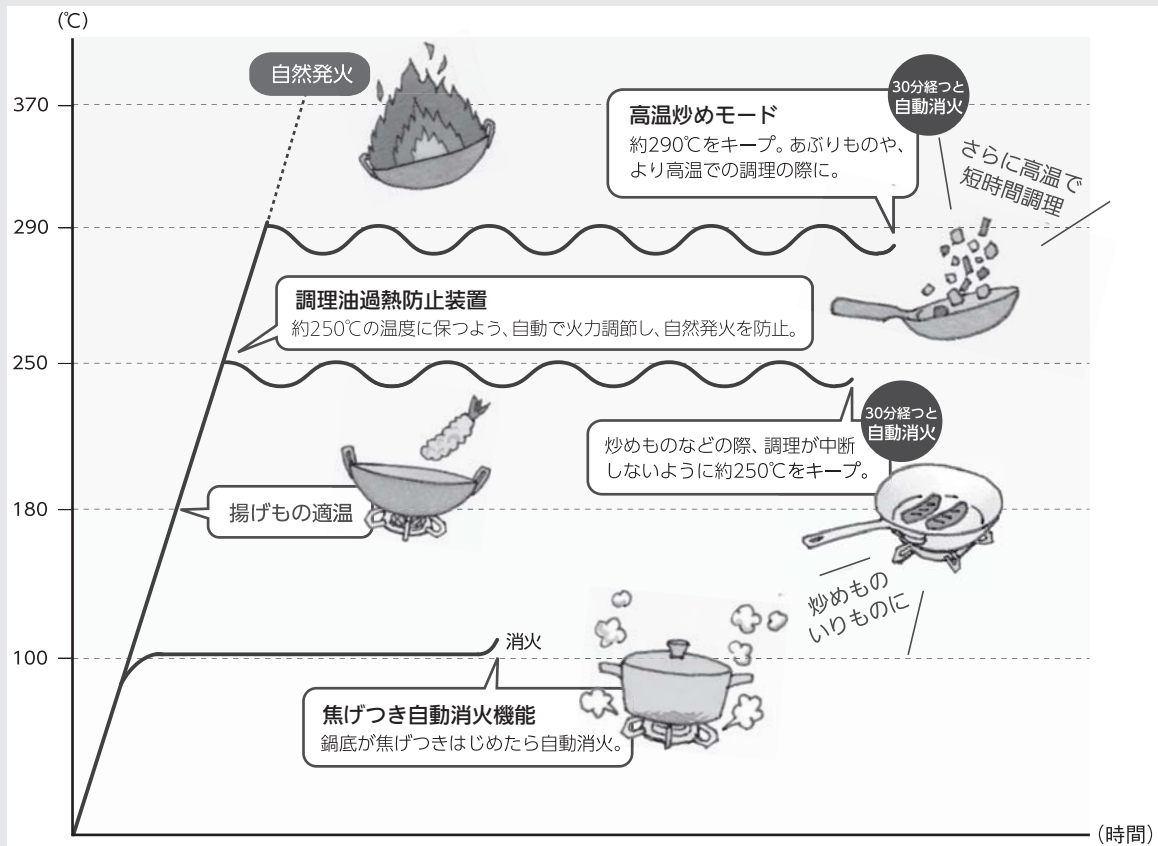 (℃)
自然発火
370
30分経つと
自動消火
高温炒めモード
約290℃をキープ。あぶりものや、
より高温での調理の際に。
さらに高温で
短時間調理
290
調理油過熱防止装置
約250℃の温度に保つよう、自動で火力調節し、自然発火を防止。
250
30分経つと
自動消火
炒めものなどの際、調理が中断
しないように約250℃をキープ。
180
揚げもの適温
炒めもの
いりものに
消火
100
焦げつき自動消火機能
鍋底が焦げつきはじめたら自動消火。
(時間)